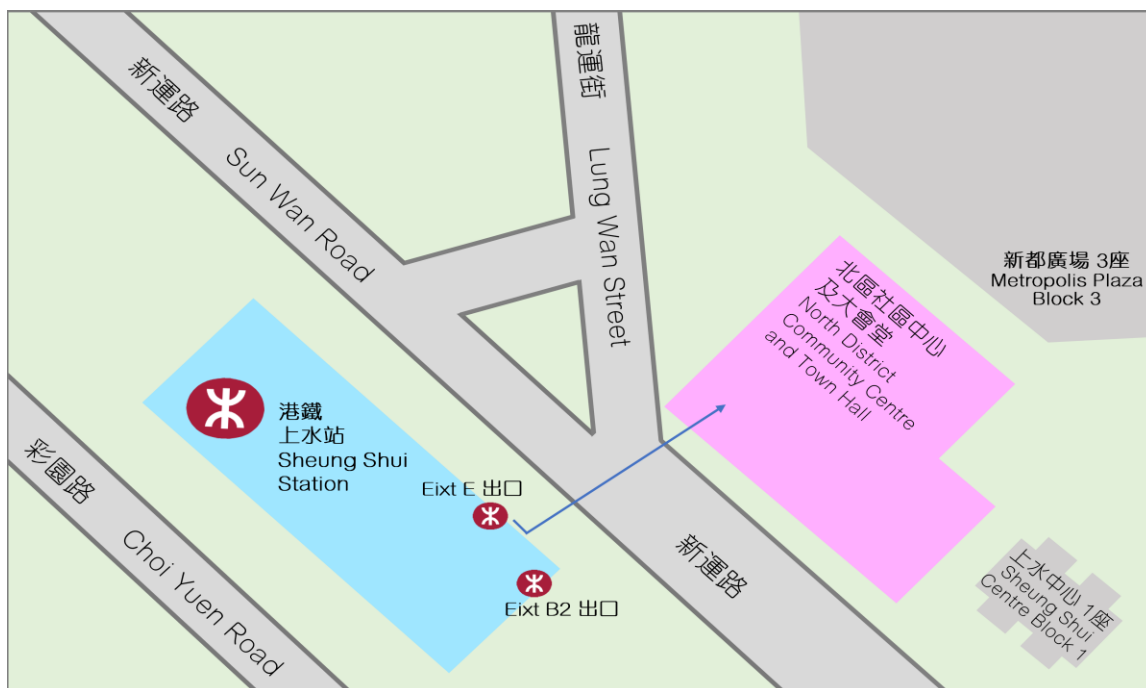 新運路
Sun Wan Road
龍運街
Lung Wan Street
新都廣場 3座
Metropolis Plaza
Block 3
北區社區中心
及大會堂
North District
Community Centre
and Town Hall
港鐵
上水站
Sheung Shui
Station
彩園路
Choi Yuen Road
Eixt E 出口
Eixt B2 出口
新運路
上水中心 1座
Sheung Shui
Centre Block 1